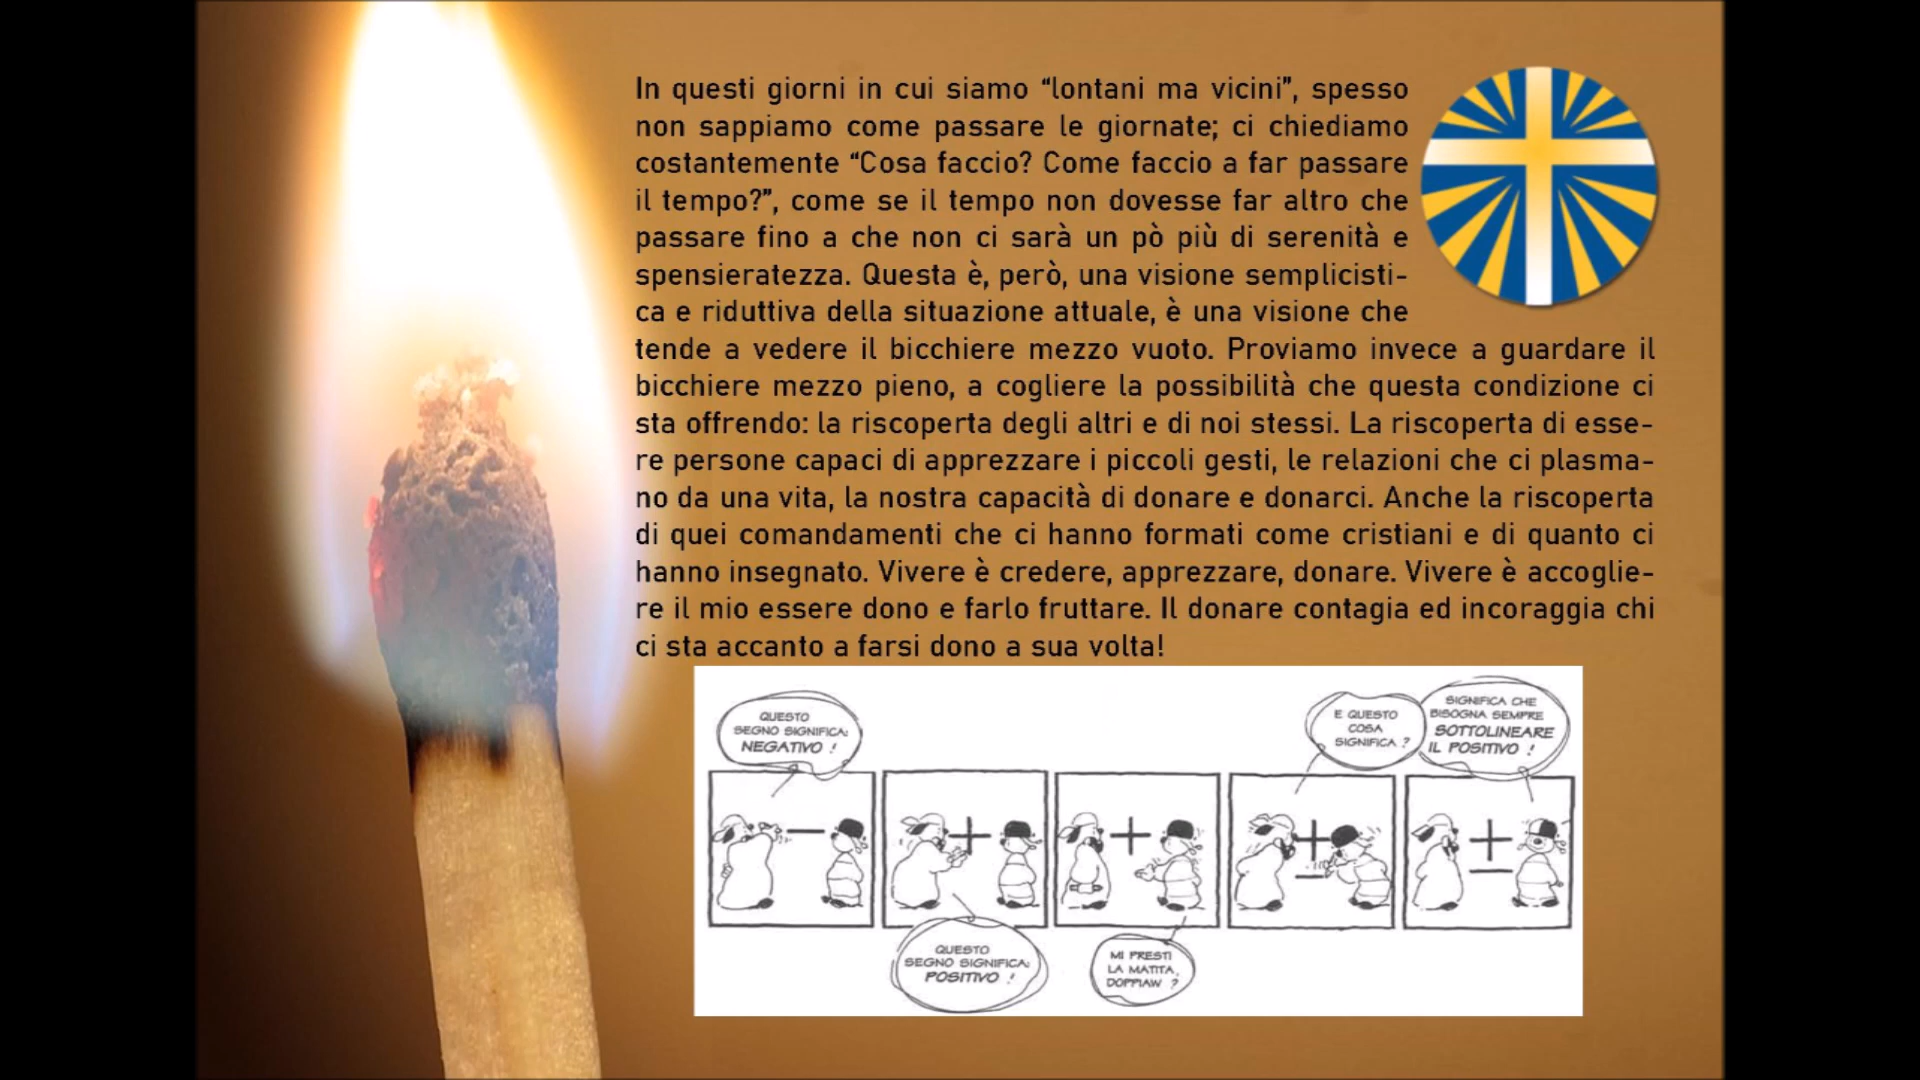 In questi giorni in cui siamo “lontani ma vicini”, spesso
non sappiamo come passare le giornate; ci chiediamo
costantemente “Cosa faccio? Come faccio a far passare
il tempo?”, come se il tempo non dovesse far altro che
passare fino a che non ci sarà un pò più di serenità e
spensieratezza. Questa è, però, una visione semplicisti-
ca e riduttiva della situazione attuale, è una visione che
tende a vedere il bicchiere mezzo vuoto. Proviamo invece a guardare il
bicchiere mezzo pieno, a cogliere la possibilità che questa condizione ci
sta offrendo: la riscoperta degli altri e di noi stessi. La riscoperta di esse-
re persone capaci di apprezzare i piccoli gesti, le relazioni che ci plasma-
no da una vita, la nostra capacità di donare e donarci. Anche la riscoperta
di quei comandamenti che ci hanno formati come cristiani e di quanto ci
hanno insegnato. Vivere è credere, apprezzare, donare. Vivere è accoglie-
re il mio essere dono e farlo fruttare. Il donare contagia ed incoraggia chi
ci sta accanto a farsi dono a sua volta!
QUESTO
SEGNO SIGNIFICA:
NEGATIVO !
QUESTO
SEGNO SIGNIFICA:
POSITIVO !
MI PRESTI
LA MATITA,
DOPPIAW ?
E QUESTO
COSA
SIGNIFICA ?
SIGNIFICA CHE
BISOGNA SEMPRE
SOTTOLINEARE
IL POSITIVO !